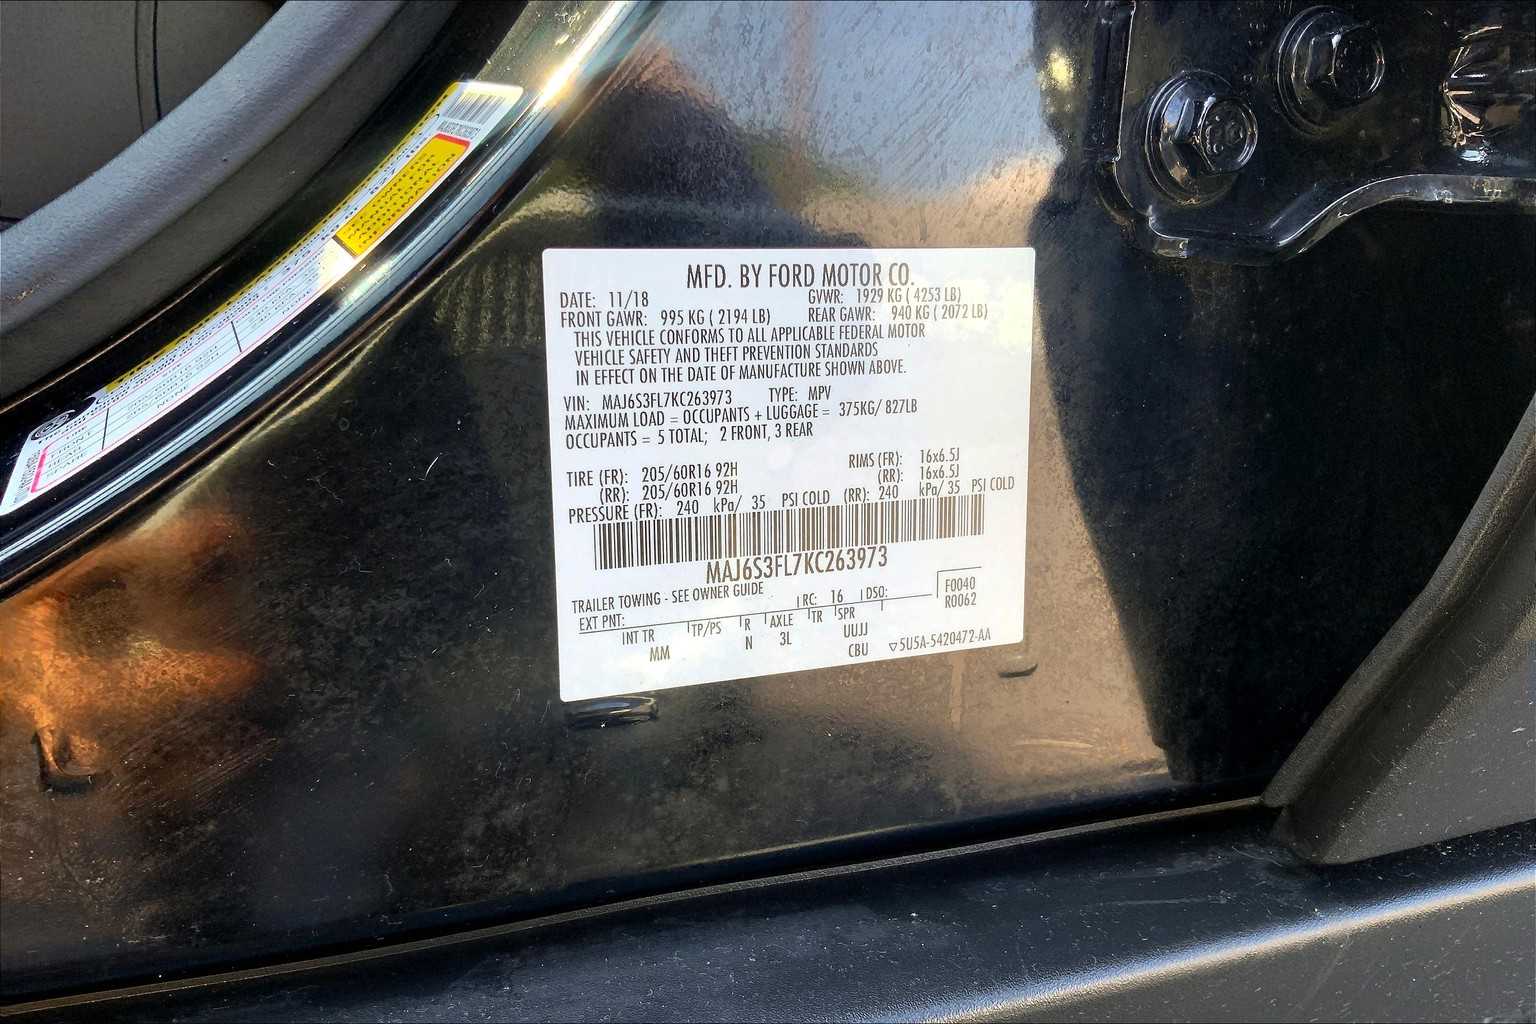 MFD. BY FORD MOTOR CO.
DATE: 11/18 GVWR: 1929 KG ( 4253 LB)
FRONT GAWR: 995 KG ( 2194 LB) REAR GAWR: 940 KG ( 2072 LB)
THIS VEHICLE CONFORMS TO ALL APPLICABLE FEDERAL MOTOR
VEHICLE SAFETY AND THEFT PREVENTION STANDARDS
IN EFFECT ON THE DATE OF MANUFACTURE SHOWN ABOVE.
VIN: MAJ6S3FL7KC263973 TYPE: MPV
MAXIMUM LOAD = OCCUPANTS + LUGGAGE = 375KG/ 827LB
OCCUPANTS = 5 TOTAL; 2 FRONT, 3 REAR
TIRE (FR): 205/60R16 92H RIMS (FR): 16x6.5J
(RR): 205/60R16 92H (RR): 16x6.5J
PRESSURE (FR): 240 kPa/ 35 PSI COLD (RR): 240 kPa/ 35 PSI COLD
MAJ6S3FL7KC263973
TRAILER TOWING - SEE OWNER GUIDE
EXT PNT: RC: 16 DSO: F0040
R0062
INT TR TP/PS R AXLE TR SPR
MM N 3L UUJJ
CBU ▽5U5A-5420472-AA